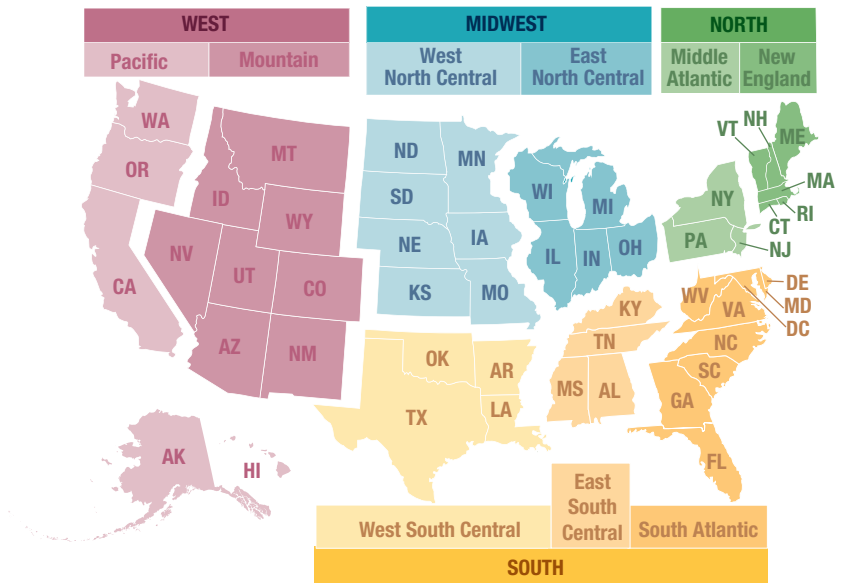 WEST
MIDWEST
NORTH
Pacific
Mountain
West
North Central
East
North Central
Middle
Atlantic
New
England
WA
OR
CA
AK
HI
MT
ID
WY
NV
UT
CO
AZ
NM
ND
MN
SD
NE
IA
KS
MO
WI
MI
IL
IN
OH
VT
NH
ME
MA
RI
CT
NY
PA
NJ
DE
MD
DC
WV
VA
NC
SC
GA
FL
KY
TN
MS
AL
OK
AR
TX
LA
West South Central
East
South
Central
South Atlantic
SOUTH